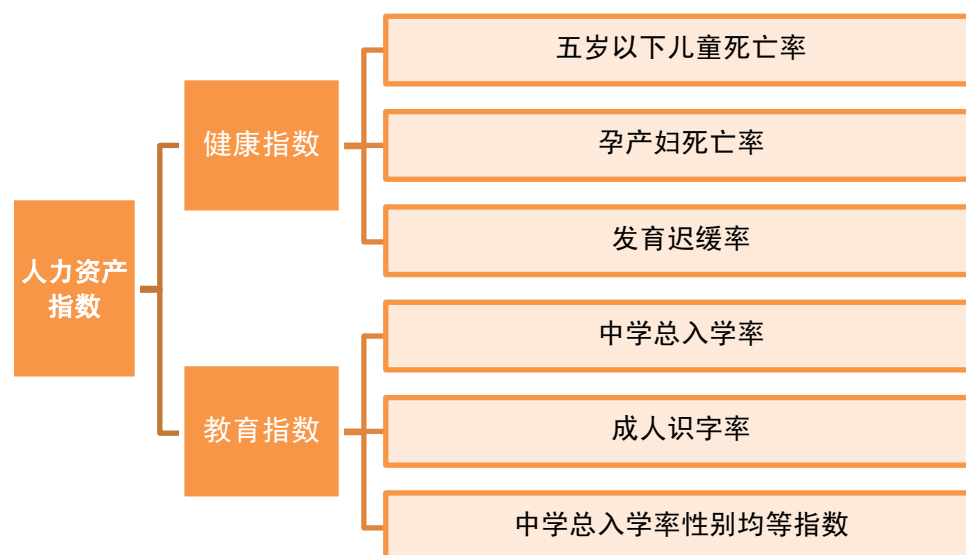 人力资产
指数
健康指数
五岁以下儿童死亡率
孕产妇死亡率
发育迟缓率
教育指数
中学总入学率
成人识字率
中学总入学率性别均等指数